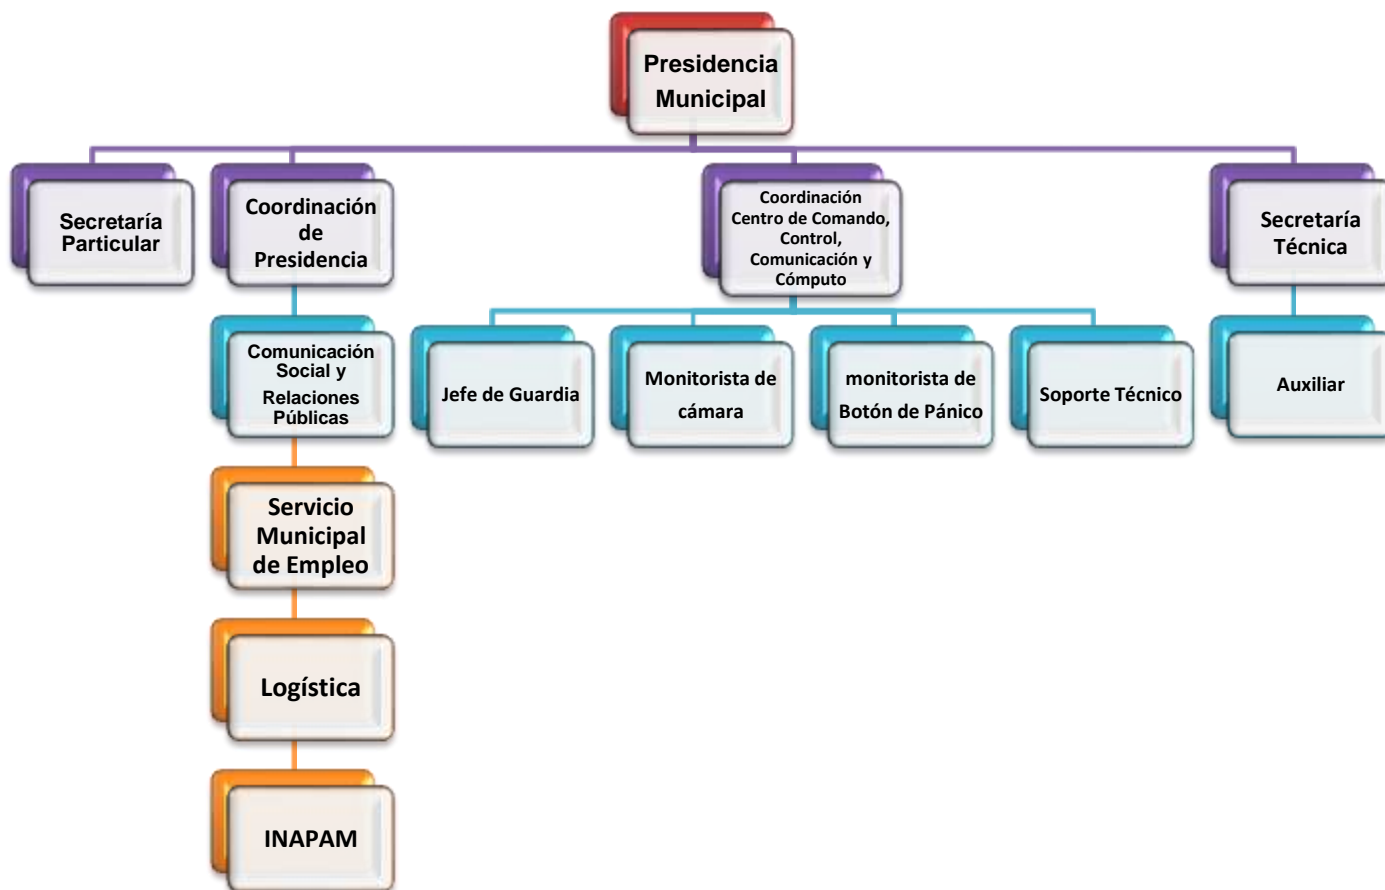 Presidencia
Municipal
Secretaría
Particular
Coordinación
de
Presidencia
Coordinación
Centro de Comando,
Control,
Comunicación y
Cómputo
Secretaría
Técnica
Comunicación
Social y
Relaciones
Públicas
Jefe de Guardia
Monitorista de
cámara
monitorista de
Botón de Pánico
Soporte Técnico
Auxiliar
Servicio
Municipal
de Empleo
Logística
INAPAM